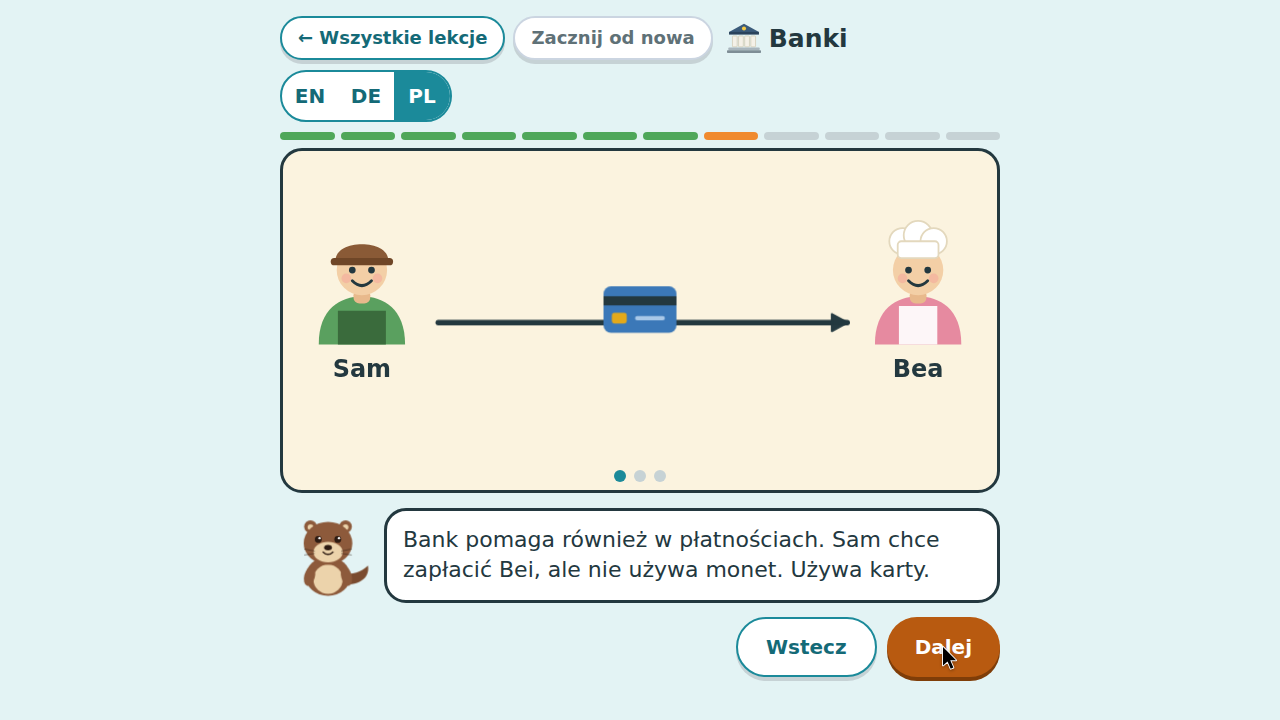 ← Wszystkie lekcje
Zacznij od nowa
Banki
EN DE PL
Sam
Bea
Bank pomaga również w płatnościach. Sam chce
zapłacić Bei, ale nie używa monet. Używa karty.
Wstecz
Dalej